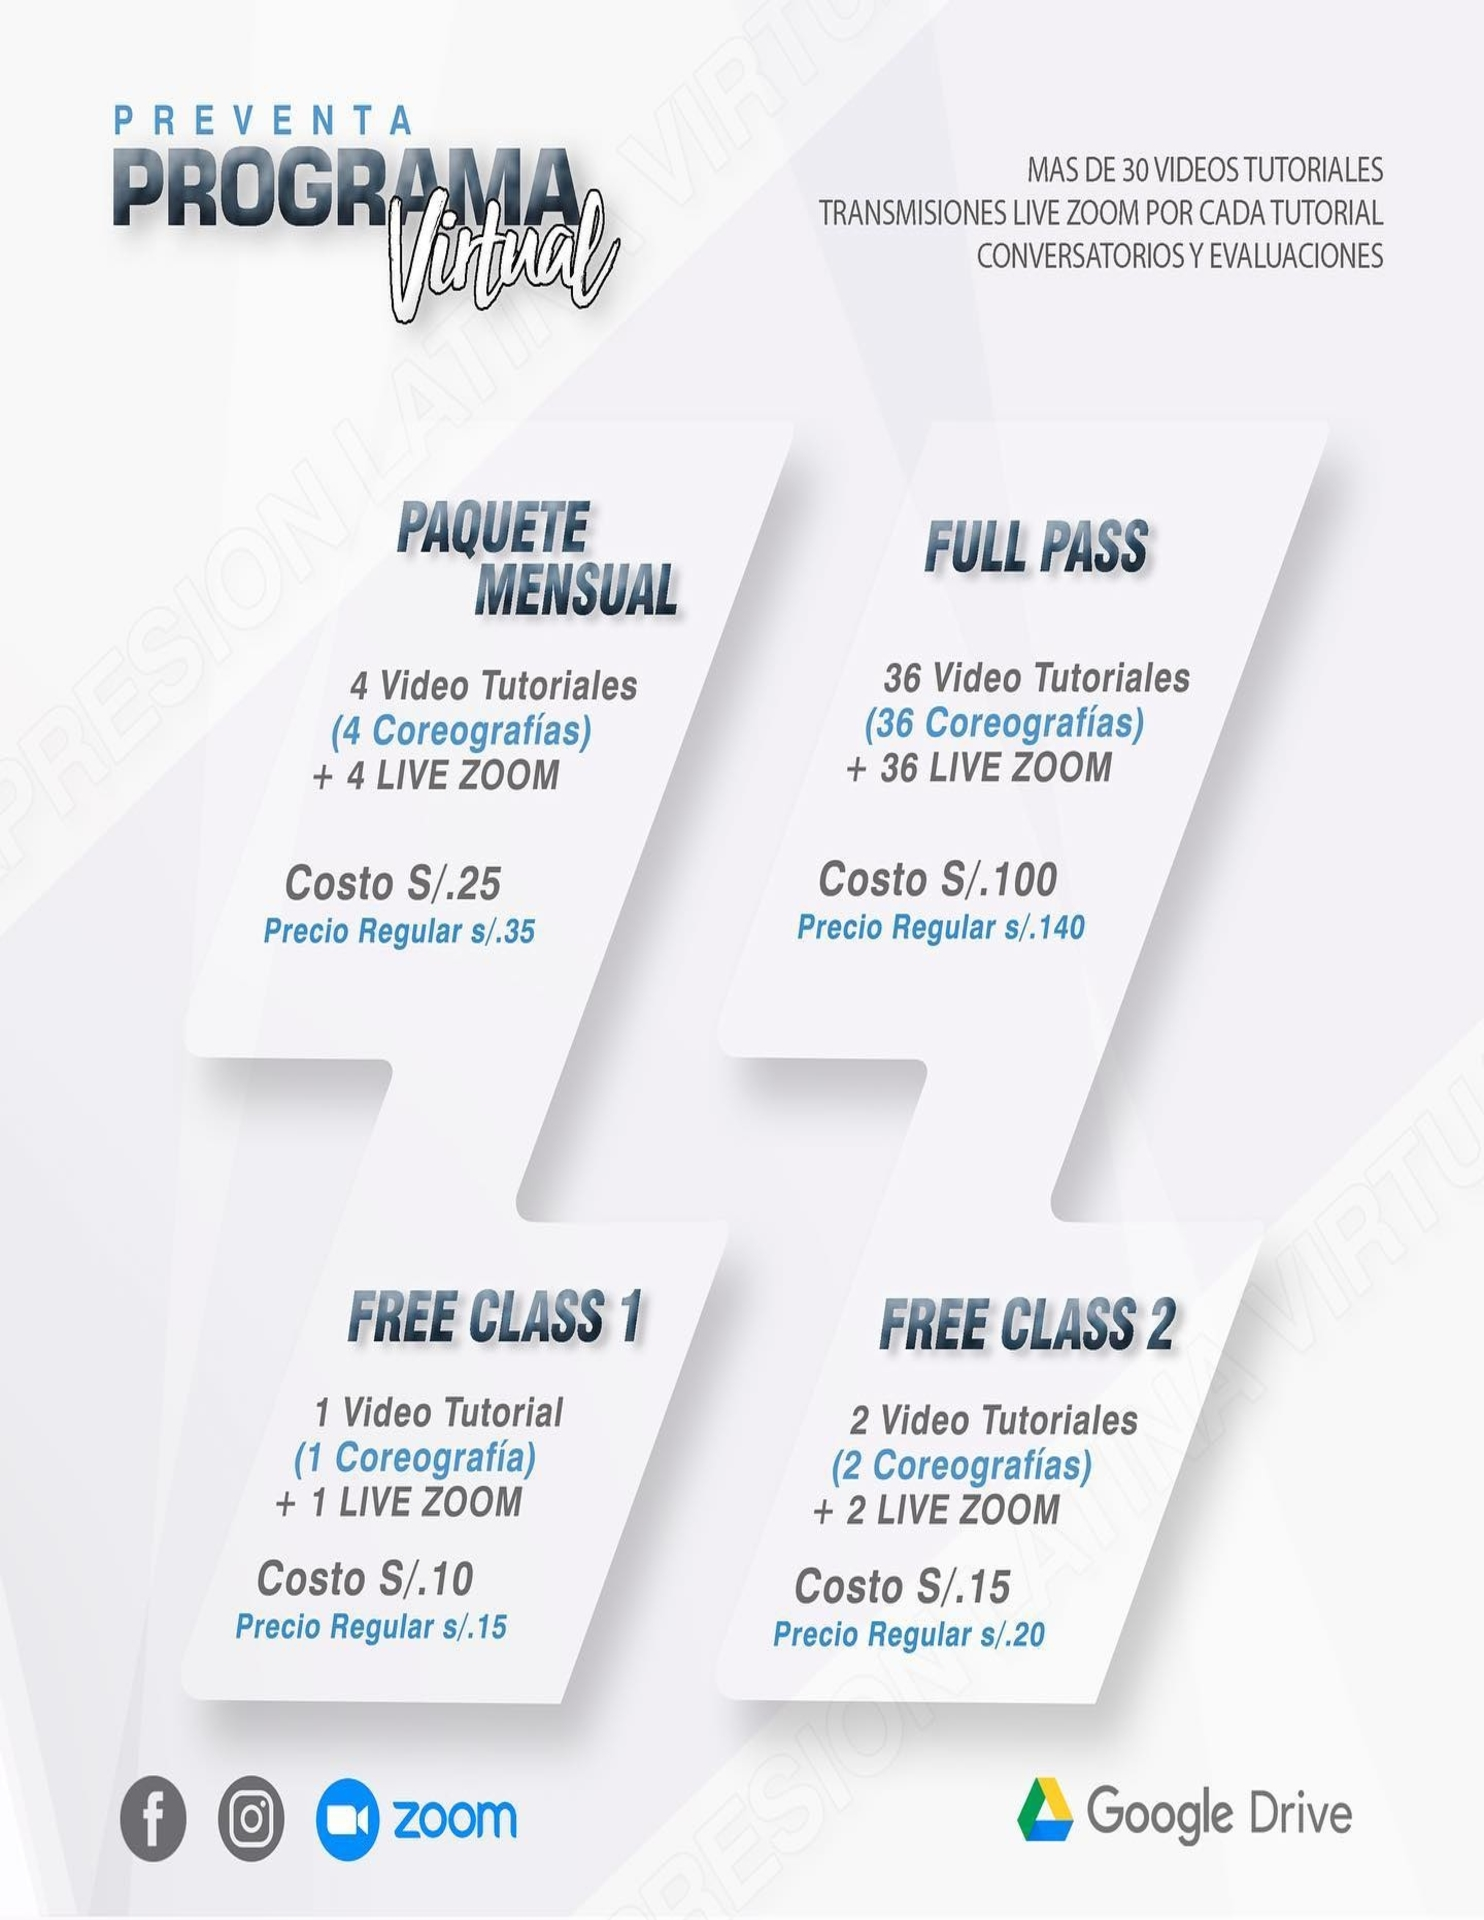 PREVENTA
PROGRAMA
Virtual
MAS DE 30 VIDEOS TUTORIALES
TRANSMISIONES LIVE ZOOM POR CADA TUTORIAL
CONVERSATORIOS Y EVALUACIONES
PAQUETE
MENSUAL
4 Video Tutoriales
(4 Coreografías)
+ 4 LIVE ZOOM
Costo S/.25
Precio Regular s/.35
FULL PASS
36 Video Tutoriales
(36 Coreografías)
+ 36 LIVE ZOOM
Costo S/.100
Precio Regular s/.140
FREE CLASS 1
1 Video Tutorial
(1 Coreografía)
+ 1 LIVE ZOOM
Costo S/.10
Precio Regular s/.15
FREE CLASS 2
2 Video Tutoriales
(2 Coreografías)
+ 2 LIVE ZOOM
Costo S/.15
Precio Regular s/.20
zoom
Google Drive